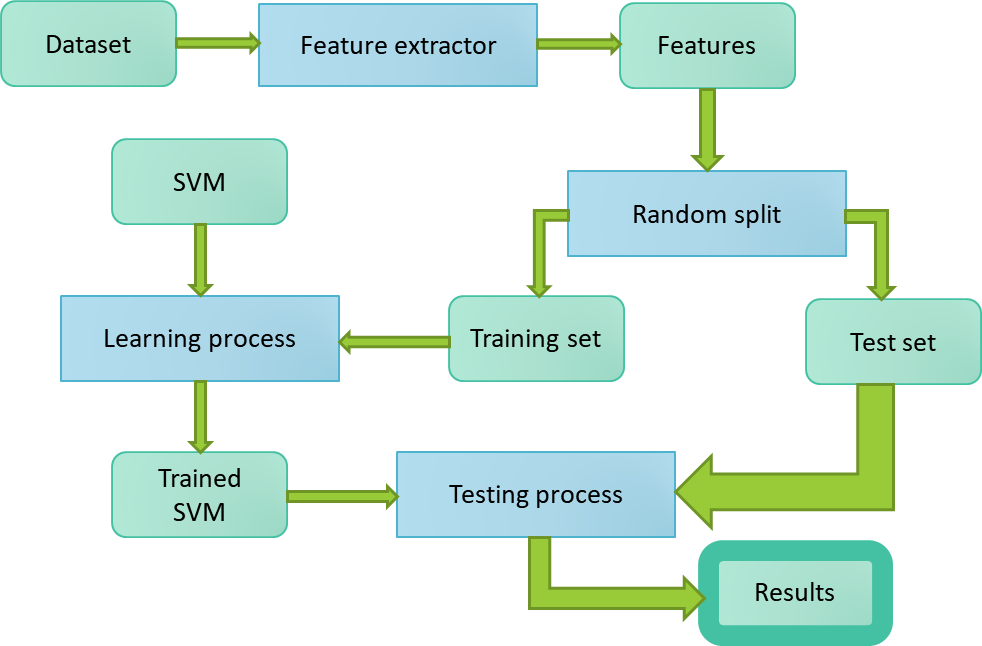 Dataset
Feature extractor
Features
SVM
Random split
Learning process
Training set
Test set
Trained
SVM
Testing process
Results